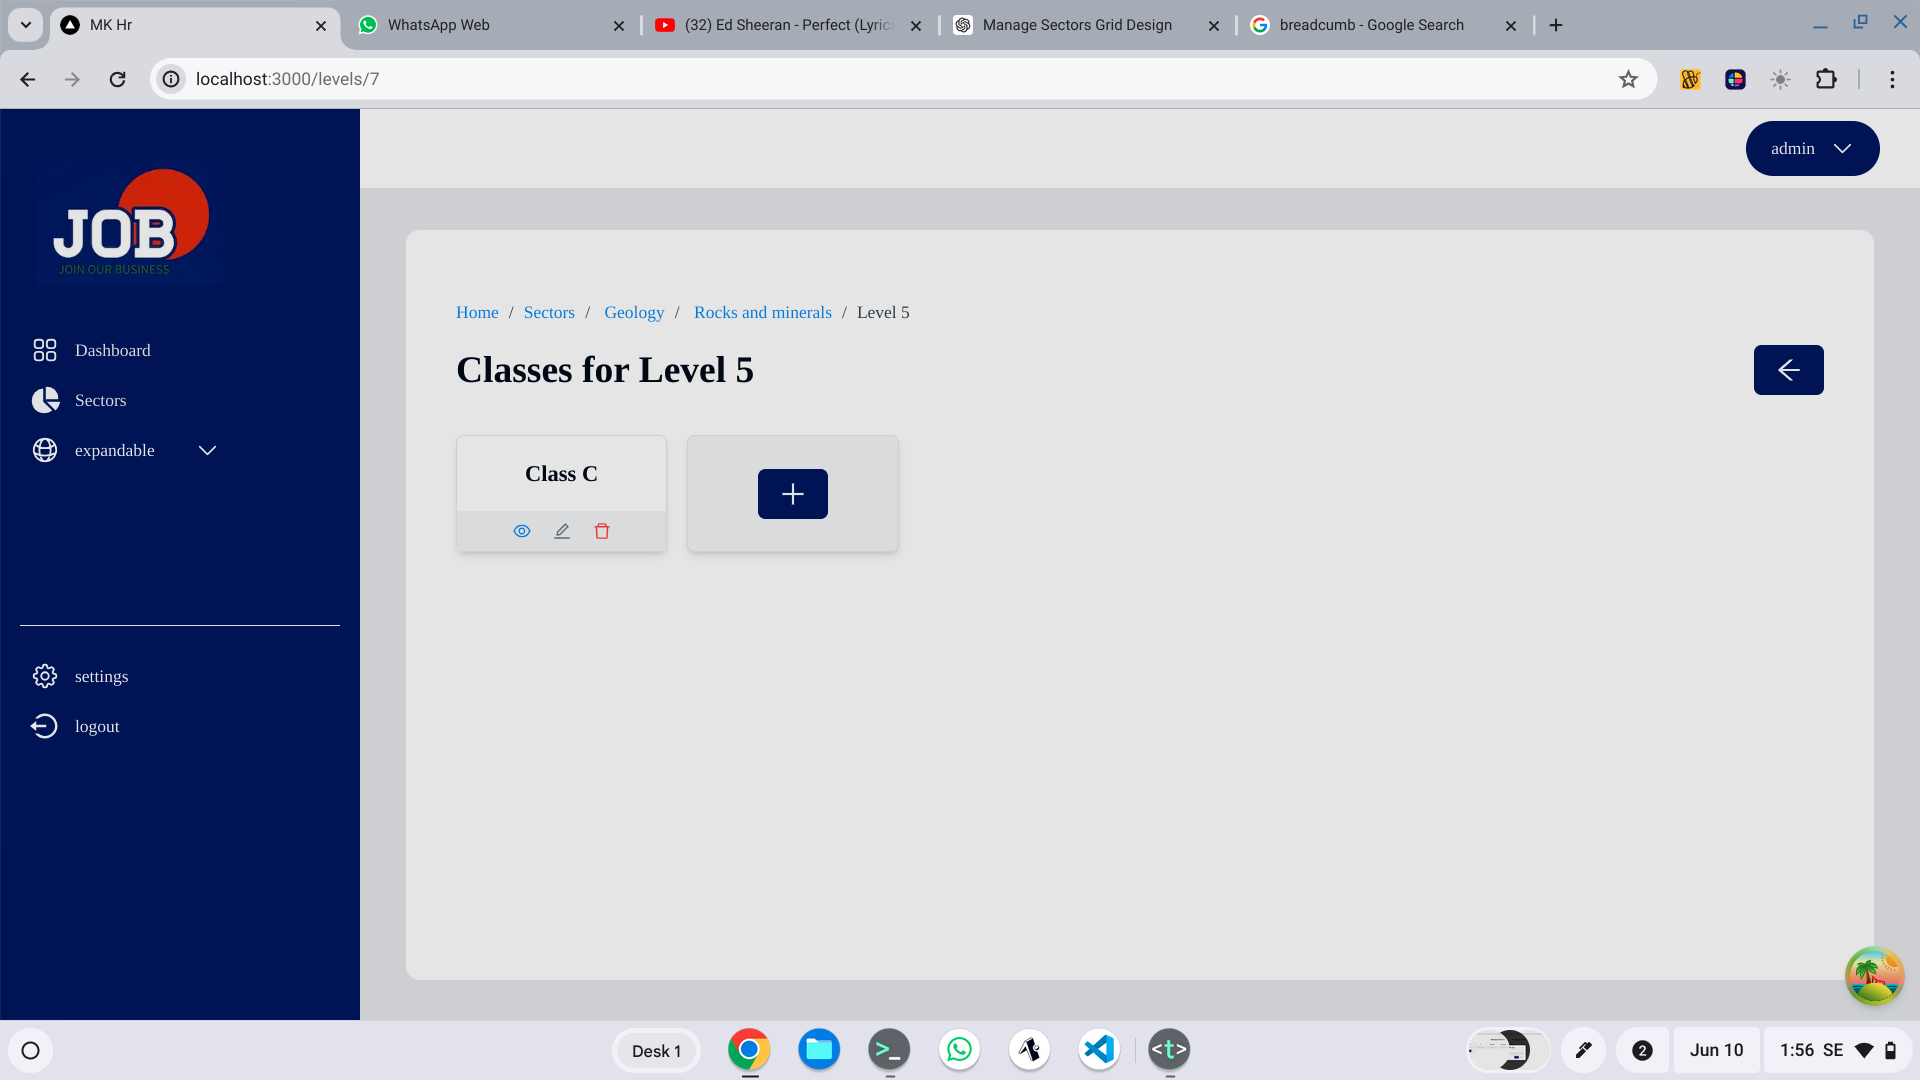 MK Hr
WhatsApp Web
(32) Ed Sheeran - Perfect (Lyric
Manage Sectors Grid Design
breadcumb - Google Search
localhost:3000/levels/7
admin
JOB
JOIN OUR BUSINESS
Home / Sectors / Geology / Rocks and minerals / Level 5
Dashboard
Classes for Level 5
Sectors
expandable
Class C
settings
logout
Desk 1
2
Jun 10
1:56 SE